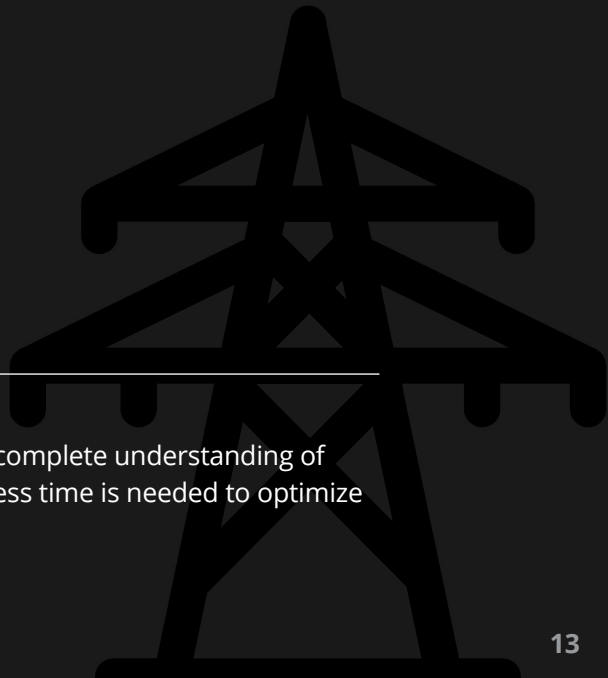 complete understanding of
ess time is needed to optimize
13